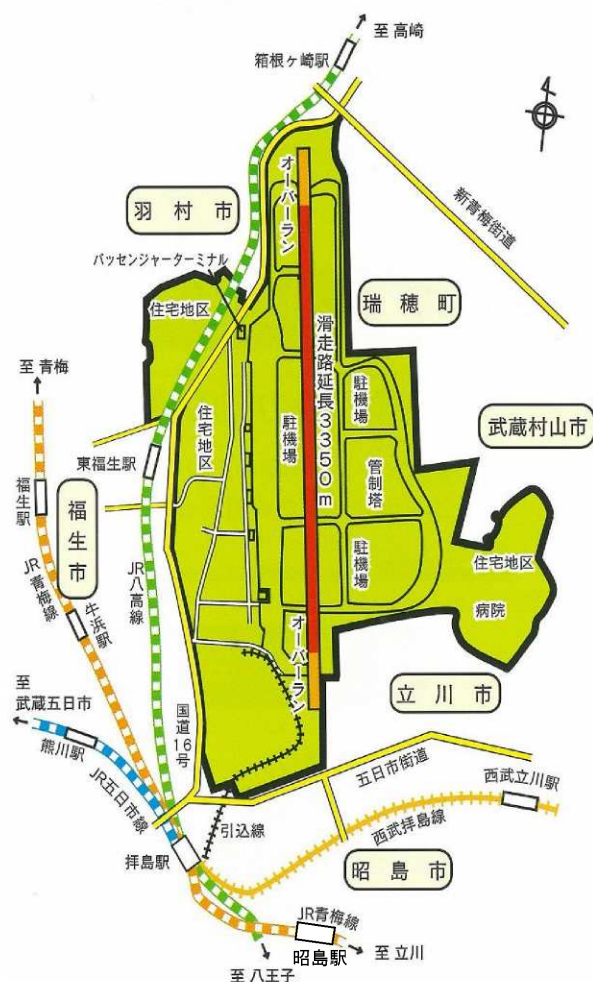 至 高崎
箱根ヶ崎駅
オーバーラン
新青梅街道
羽村市
パッセンジャーターミナル
瑞穂町
住宅地区
滑走路延長3350m
至 青梅
住宅地区
駐機場
駐機場
武蔵村山市
東福生駅
管制塔
福生駅
福生市
JR青梅線
JR八高線
駐機場
住宅地区
病院
牛浜駅
オーバーラン
立川市
至
武蔵五日市
国道16号
熊川駅
五日市街道
西武立川駅
JR五日市線
引込線
西武拝島線
拝島駅
昭島市
JR青梅線
昭島駅
至 立川
至 八王子